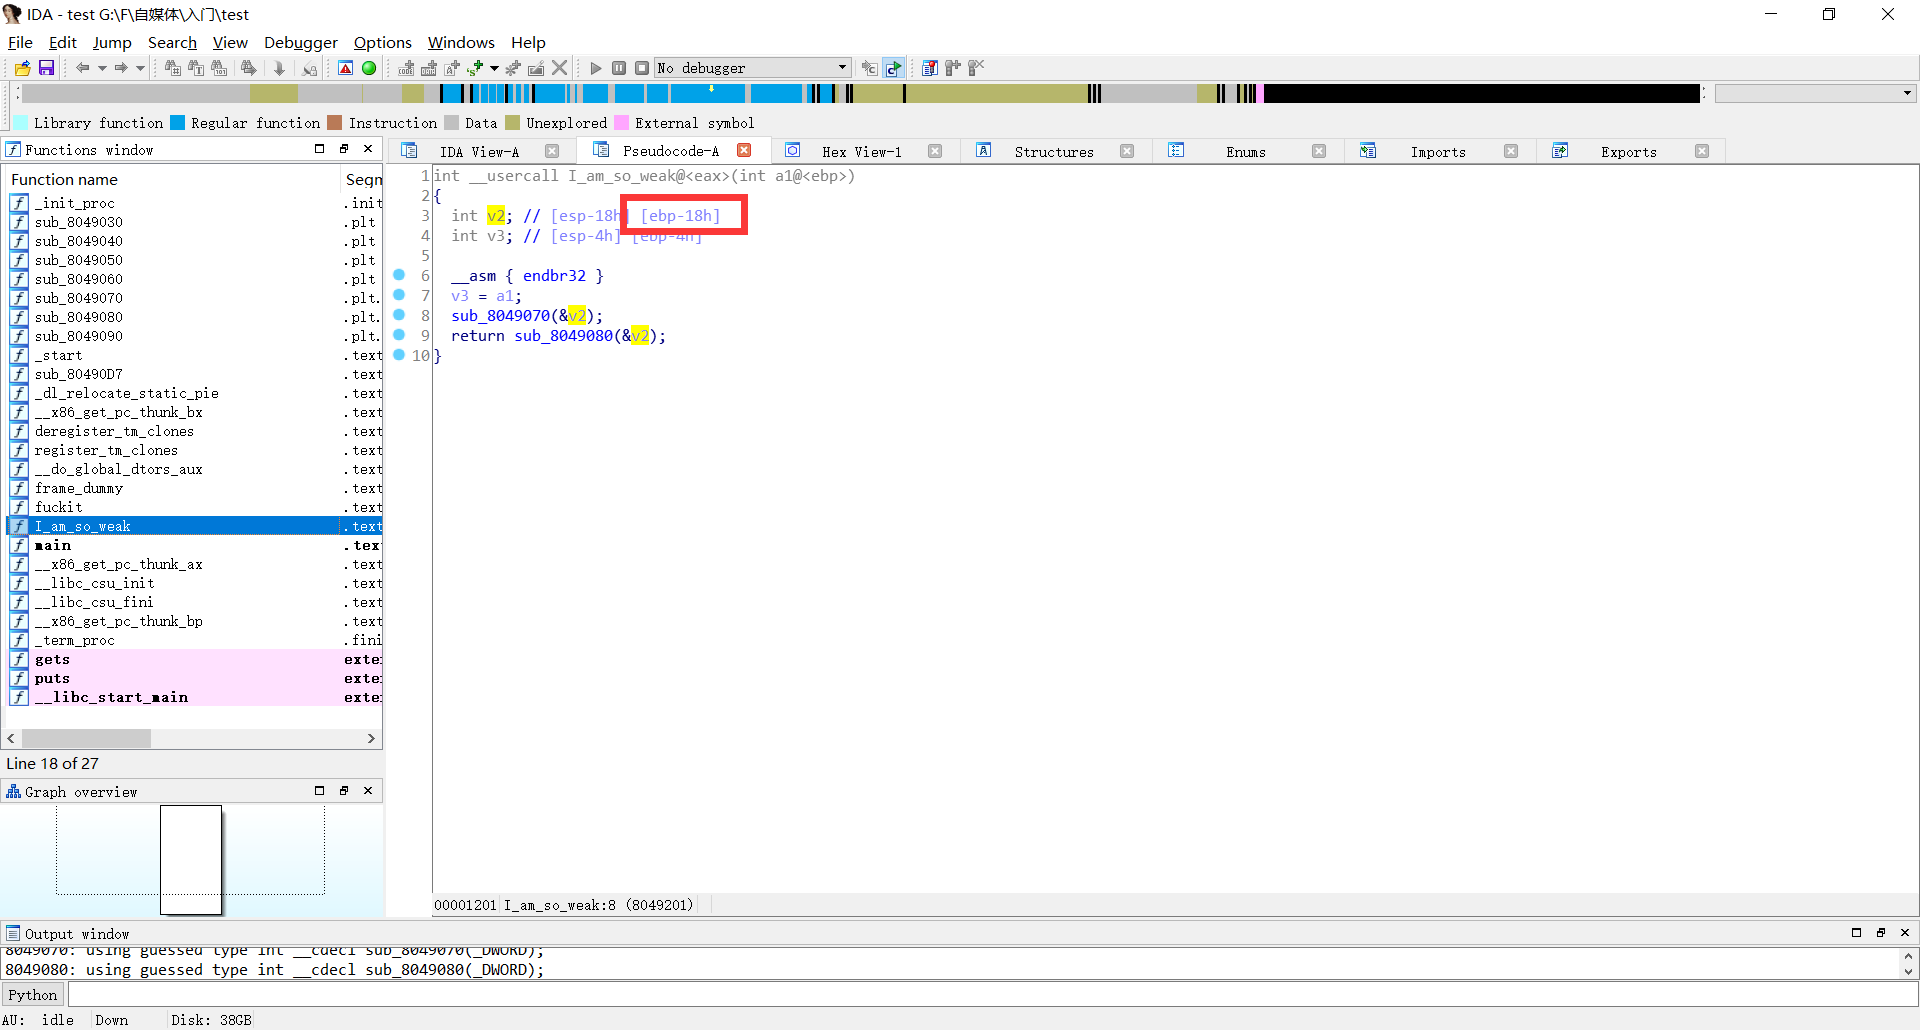 IDA - test G:\F\自媒体\入门\test
File Edit Jump Search View Debugger Options Windows Help
No debugger
Library function Regular function Instruction Data Unexplored External symbol
Functions window
IDA View-A Pseudocode-A Hex View-1 Structures Enums Imports Exports
Function name Segm
_init_proc .init
sub_8049030 .plt
sub_8049040 .plt
sub_8049050 .plt
sub_8049060 .plt
sub_8049070 .plt.
sub_8049080 .plt.
sub_8049090 .plt.
_start .text
sub_80490D7 .text
_dl_relocate_static_pie .text
__x86_get_pc_thunk_bx .text
deregister_tm_clones .text
register_tm_clones .text
__do_global_dtors_aux .text
frame_dummy .text
fuckit .text
I_am_so_weak .text
main .text
__x86_get_pc_thunk_ax .text
__libc_csu_init .text
__libc_csu_fini .text
__x86_get_pc_thunk_bp .text
_term_proc .fini
gets exte
puts exte
__libc_start_main exte
Line 18 of 27
Graph overview
1 int __usercall I_am_so_weak@<eax>(int a1@<ebp>)
2 {
3 int v2; // [esp-18h] [ebp-18h]
4 int v3; // [esp-4h] [ebp-4h]
5
6 __asm { endbr32 }
7 v3 = a1;
8 sub_8049070(&v2);
9 return sub_8049080(&v2);
10 }
00001201 I_am_so_weak:8 (8049201)
Output window
8049070: using guessed type int __cdecl sub_8049070(_DWORD);
8049080: using guessed type int __cdecl sub_8049080(_DWORD);
Python
AU: idle Down Disk: 38GB